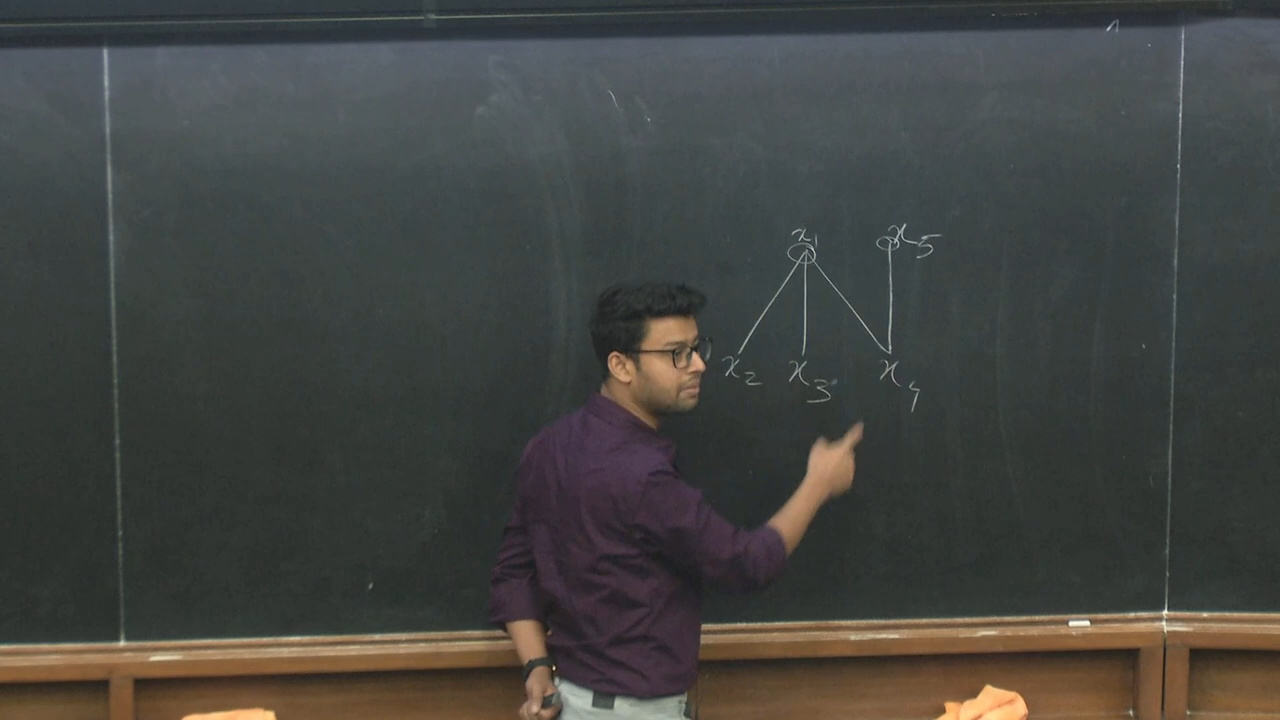 x₁ x₅
x₂ x₃ x₄